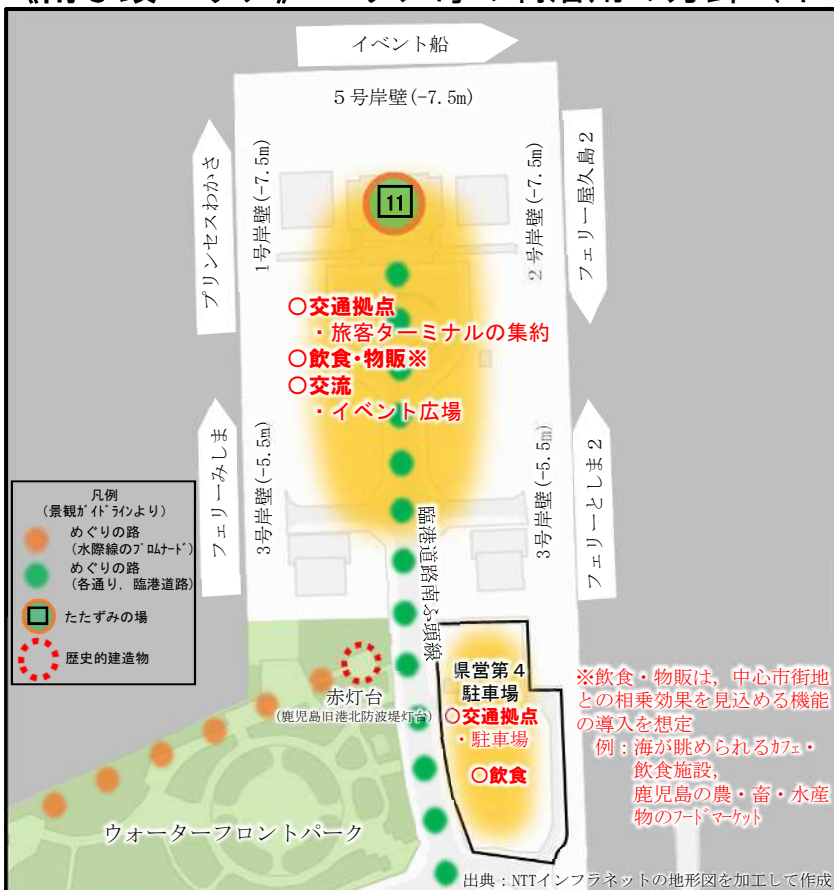 イベント船
5号岸壁(-7.5m)
プリンセスわかさ
1号岸壁(-7.5m)
2号岸壁(-7.5m)
フェリー屋久島2
11
○交通拠点
・旅客ターミナルの集約
○飲食・物販※
○交流
・イベント広場
フェリーみしま
3号岸壁(-5.5m)
3号岸壁(-5.5m)
フェリーとしま2
臨港道路南ふ頭線
凡例
(景観ガイドラインより)
めぐりの路
(水際線のプロムナード)
めぐりの路
(各通り,臨港道路)
たたずみの場
歴史的建造物
赤灯台
(鹿児島旧港北防波堤灯台)
県営第4
駐車場
○交通拠点
・駐車場
○飲食
※飲食・物販は,中心市街地
との相乗効果を見込める機能
の導入を想定
例:海が眺められるカフェ・
飲食施設,
鹿児島の農・畜・水産
物のフードマーケット
ウォーターフロントパーク
出典:NTTインフラネットの地形図を加工して作成